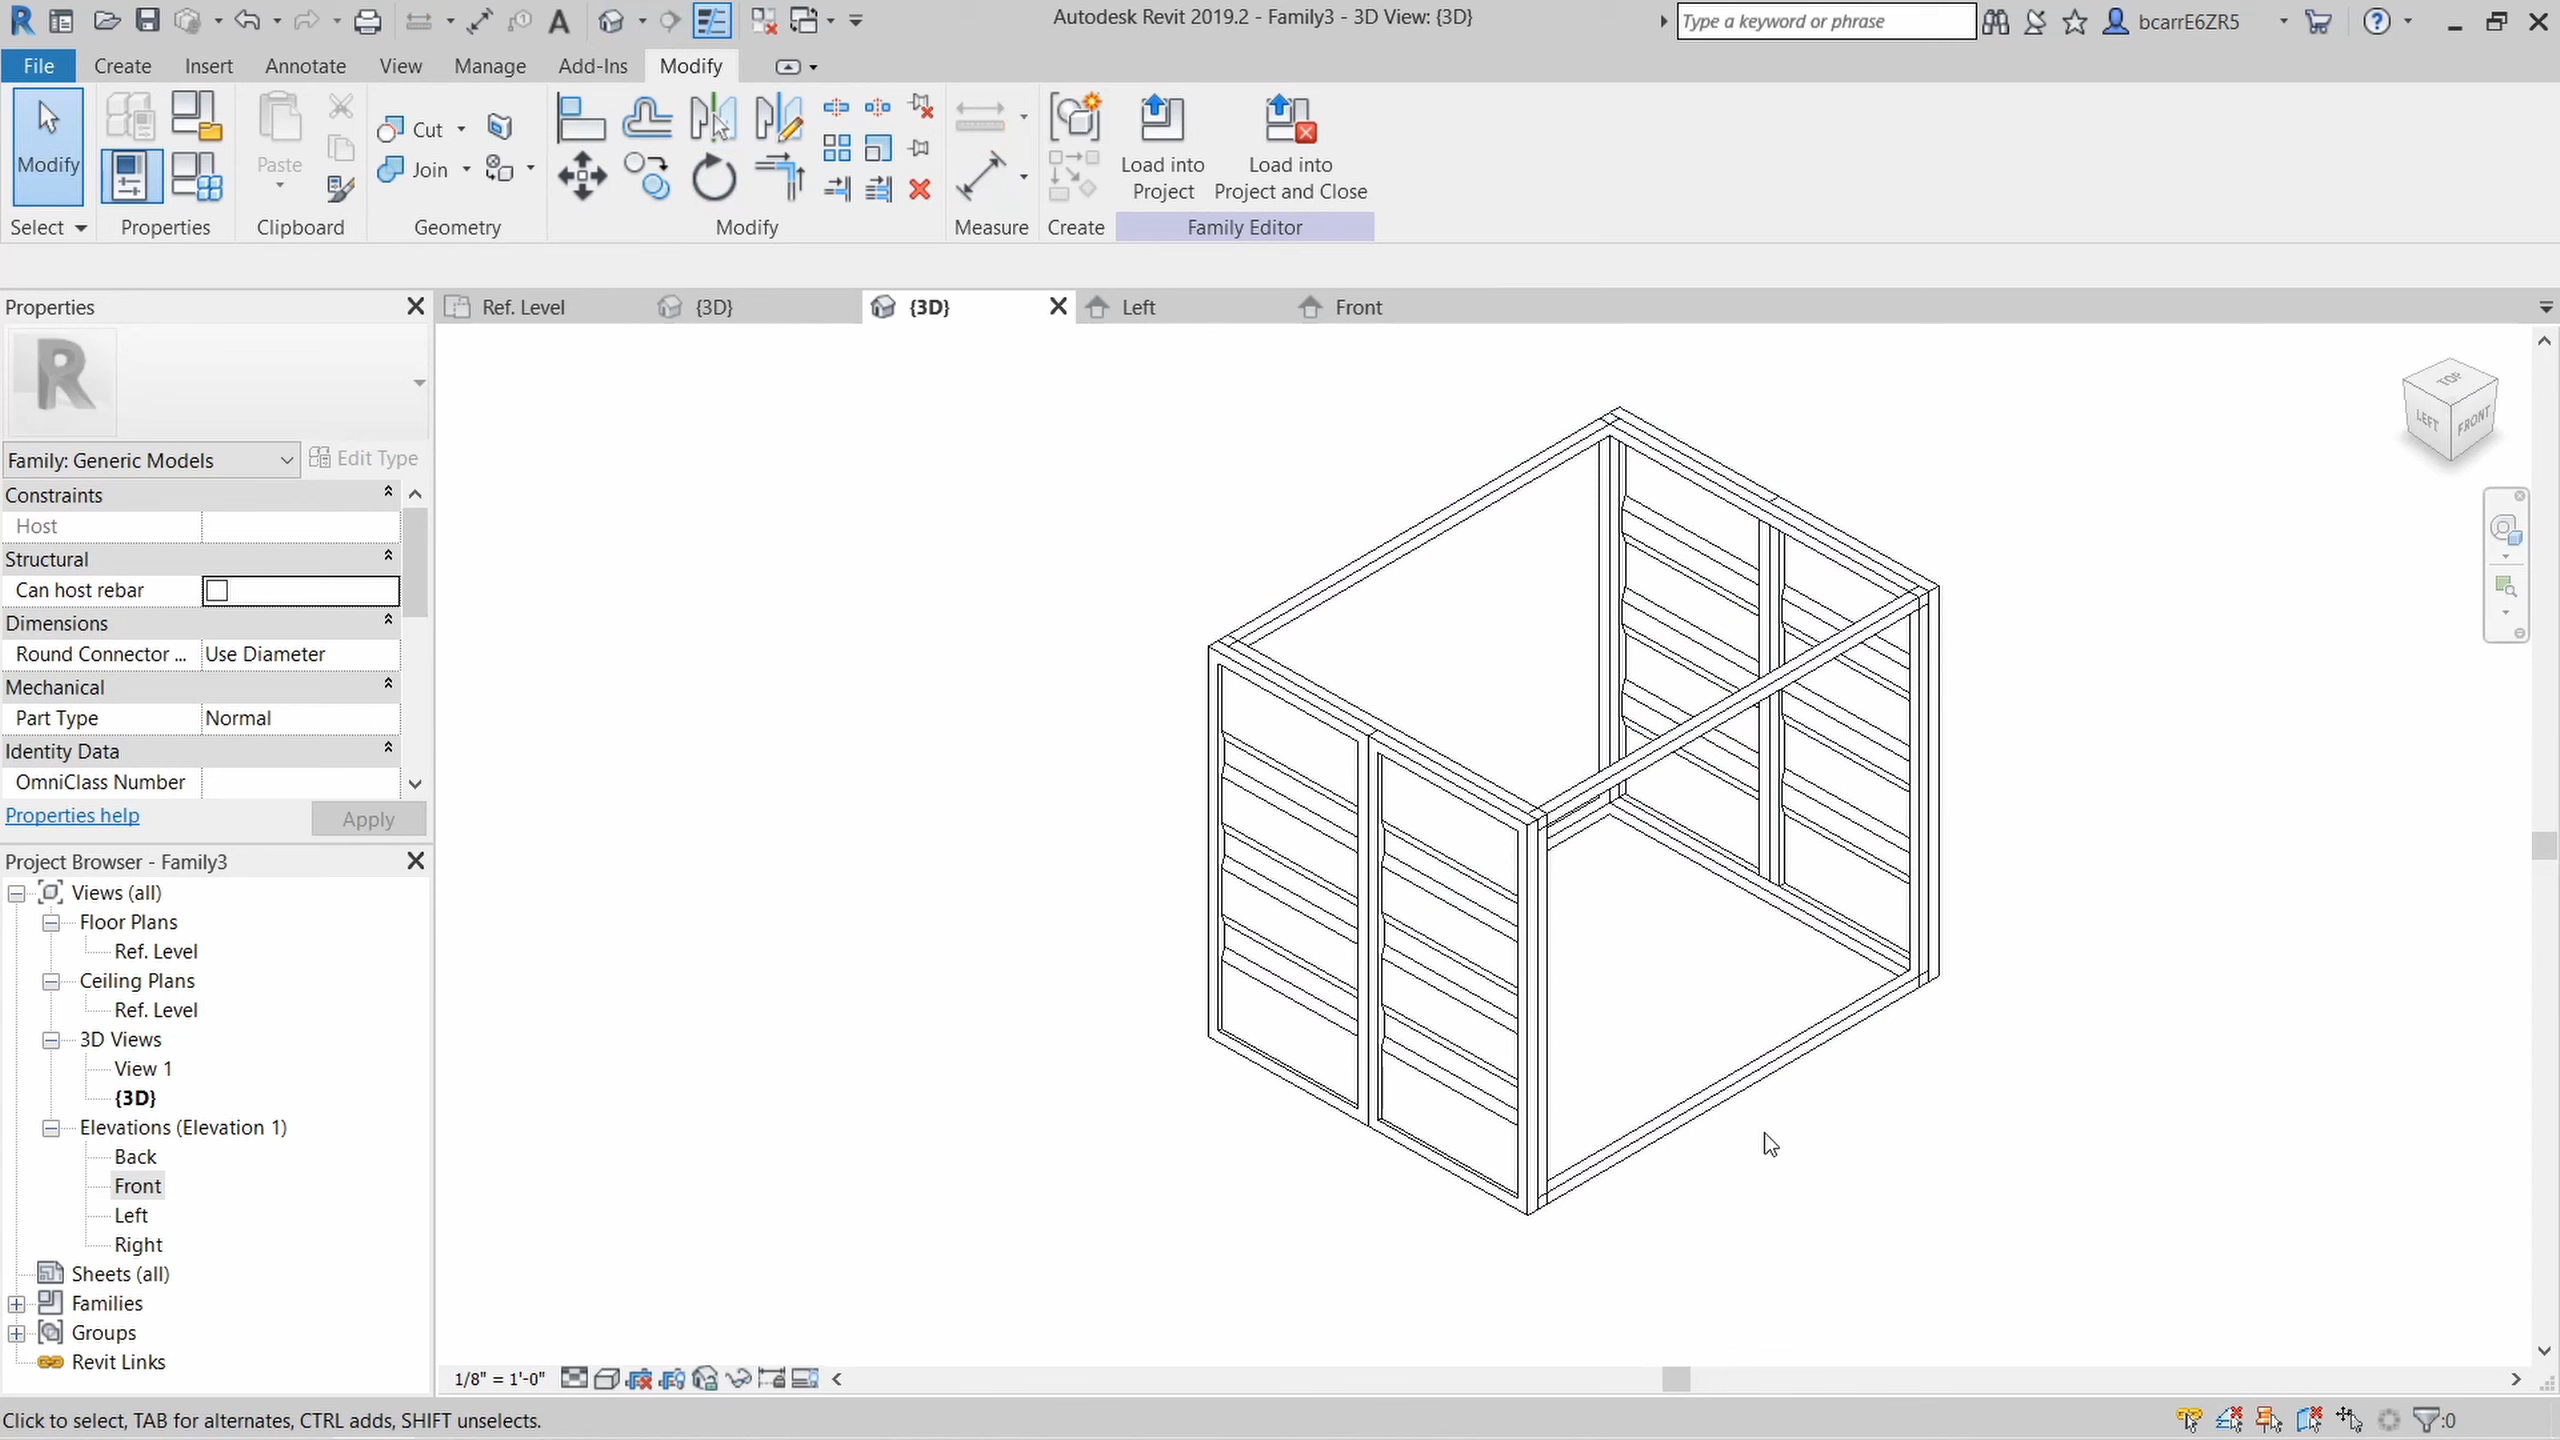 Autodesk Revit 2019.2 - Family3 - 3D View: {3D}
Type a keyword or phrase
bcarrE6ZR5
File Create Insert Annotate View Manage Add-Ins Modify
Modify
Paste
Cut
Join
Load into Project
Load into Project and Close
Select Properties Clipboard Geometry Modify Measure Create Family Editor
Properties
Ref. Level {3D} {3D} Left Front
R
Family: Generic Models Edit Type
Constraints
Host
Structural
Can host rebar
Dimensions
Round Connector ... Use Diameter
Mechanical
Part Type Normal
Identity Data
OmniClass Number
Properties help Apply
TOP
LEFT
FRONT
Project Browser - Family3
Views (all)
Floor Plans
Ref. Level
Ceiling Plans
Ref. Level
3D Views
View 1
{3D}
Elevations (Elevation 1)
Back
Front
Left
Right
Sheets (all)
Families
Groups
Revit Links
1/8" = 1'-0"
Click to select, TAB for alternates, CTRL adds, SHIFT unselects.
:0